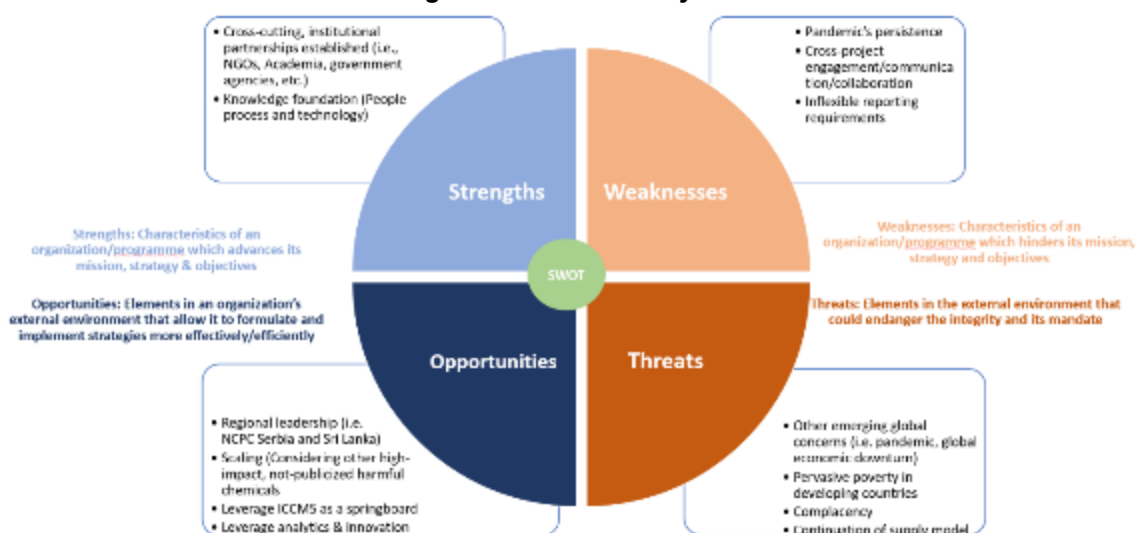 • Cross-cutting, institutional
partnerships established (i.e.,
NGOs, Academia, government
agencies, etc.)
• Knowledge foundation (People
process and technology)
• Pandemic's persistence
• Cross-project
engagement/communica
tion/collaboration
• Inflexible reporting
requirements
Strengths
Weaknesses
Strengths: Characteristics of an
organization/programme which advances its
mission, strategy & objectives
Weaknesses: Characteristics of an
organization/programme which hinders its mission,
strategy and objectives
SWOT
Opportunities: Elements in an organization's
external environment that allow it to formulate and
implement strategies more effectively/efficiently
Threats: Elements in the external environment that
could endanger the integrity and its mandate
Opportunities
Threats
• Regional leadership (i.e.
NCPC Serbia and Sri Lanka)
• Scaling (Considering other high-
impact, not-publicized harmful
chemicals
• Leverage ICCM5 as a springboard
• Leverage analytics & innovation
• Other emerging global
concerns (i.e. pandemic, global
economic downturn)
• Pervasive poverty in
developing countries
• Complacency
• Continuation of supply model